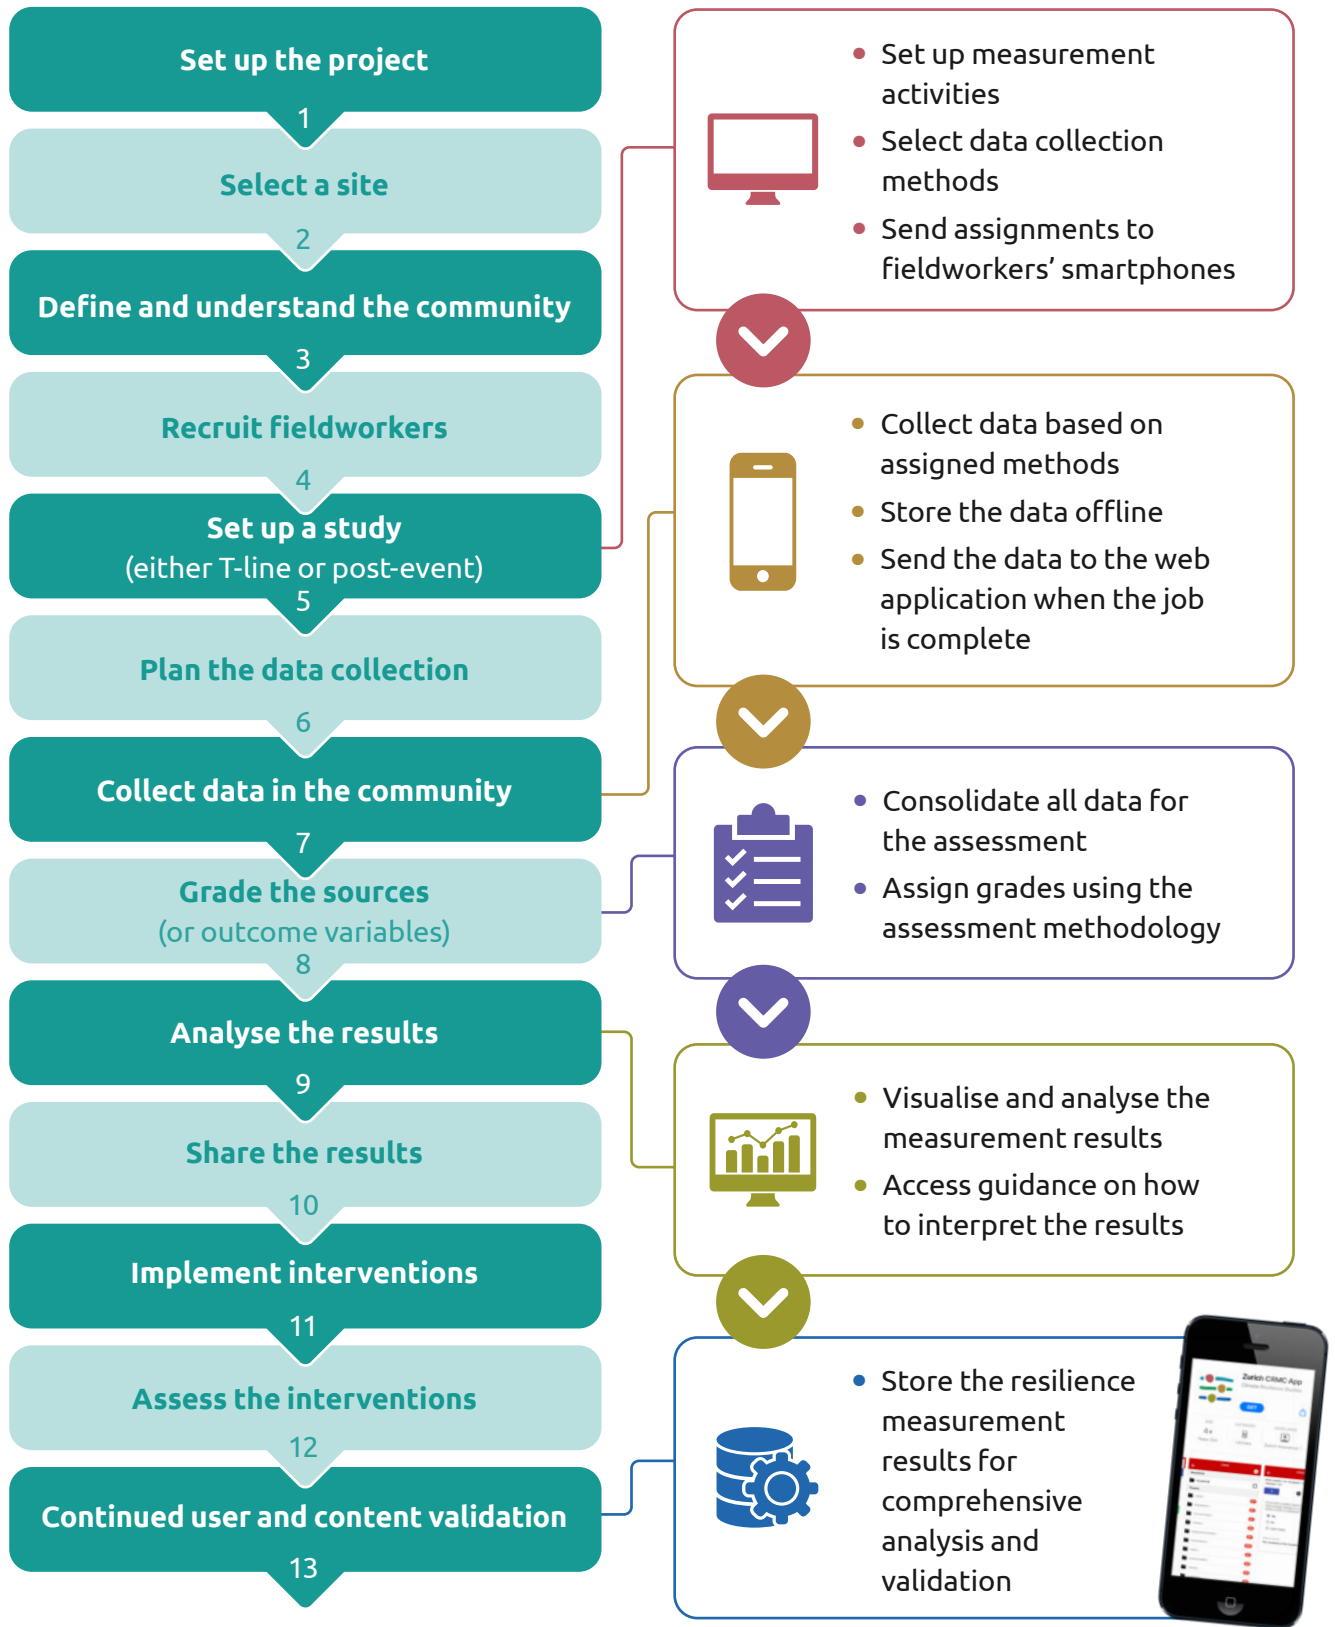 Set up the project
1
Select a site
2
Define and understand the community
3
Recruit fieldworkers
4
Set up a study
(either T-line or post-event)
5
Plan the data collection
6
Collect data in the community
7
Grade the sources
(or outcome variables)
8
Analyse the results
9
Share the results
10
Implement interventions
11
Assess the interventions
12
Continued user and content validation
13
• Set up measurement
activities
• Select data collection
methods
• Send assignments to
fieldworkers’ smartphones
• Collect data based on
assigned methods
• Store the data offline
• Send the data to the web
application when the job
is complete
• Consolidate all data for
the assessment
• Assign grades using the
assessment methodology
• Visualise and analyse the
measurement results
• Access guidance on how
to interpret the results
• Store the resilience
measurement
results for
comprehensive
analysis and
validation
Zurich CRMC App
GET